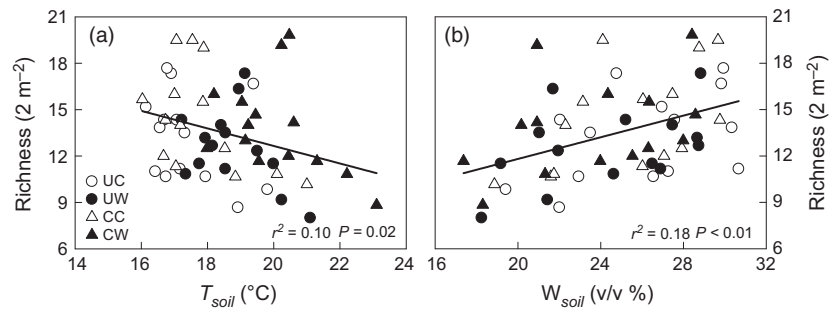 (a)
(b)
Richness (2 m⁻²)
21
18
15
12
9
6
UC
UW
CC
CW
r² = 0.10 P = 0.02
14 16 18 20 22 24
T_soil (°C)
r² = 0.18 P < 0.01
16 20 24 28 32
W_soil (v/v %)
21
18
15
12
9
6
Richness (2 m⁻²)